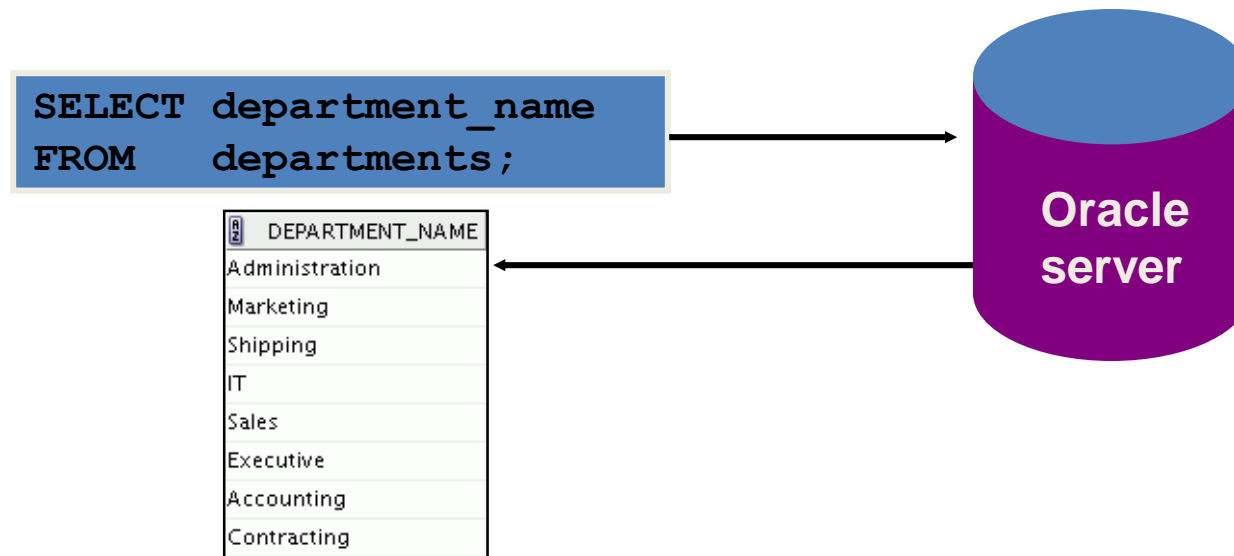 SELECT department_name
FROM departments;
Oracle
server
DEPARTMENT_NAME
Administration
Marketing
Shipping
IT
Sales
Executive
Accounting
Contracting